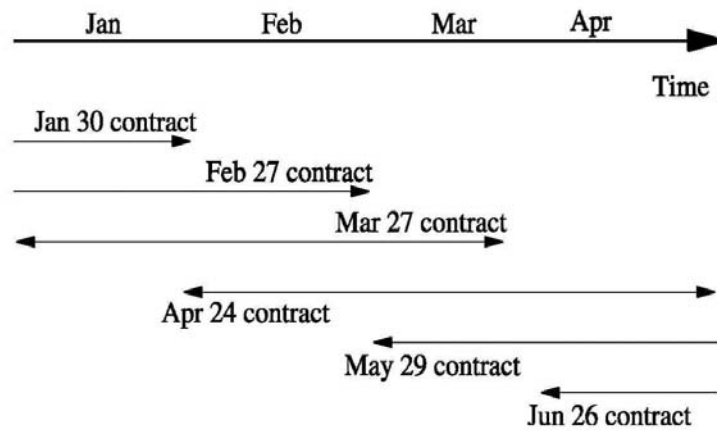 Jan Feb Mar Apr
Time
Jan 30 contract
Feb 27 contract
Mar 27 contract
Apr 24 contract
May 29 contract
Jun 26 contract